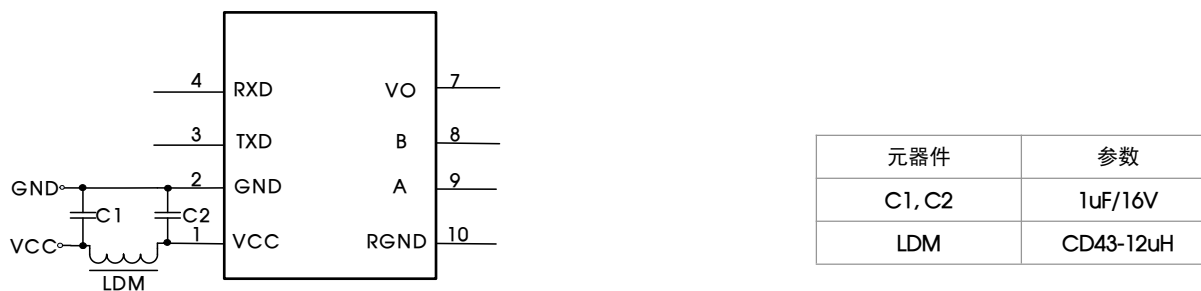 4 RXD VO 7
3 TXD B 8
GND 2 GND A 9
C1 C2
VCC 1 VCC RGND 10
LDM
元器件 参数
C1, C2 1uF/16V
LDM CD43-12uH